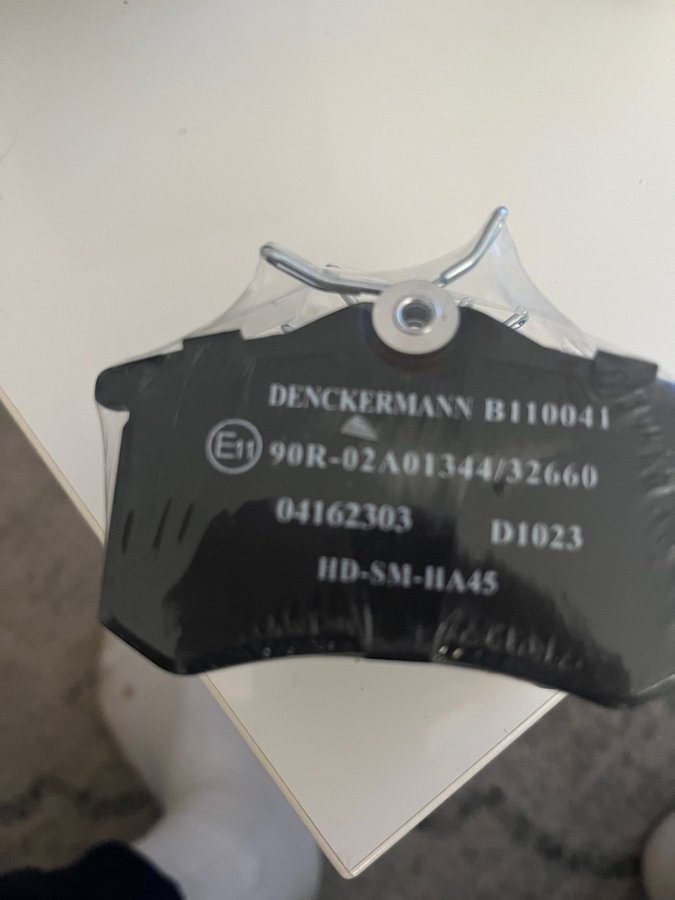 DENCKERMANN B110041
E11 90R-02A01344/32660
04162303 D1023
HD-SM-HA45